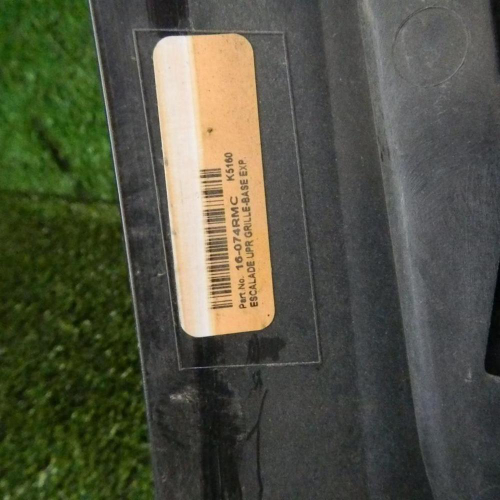 K5160
Part No. 16-074RMC
ESCALADE UPR GRILLE-BASE EXP